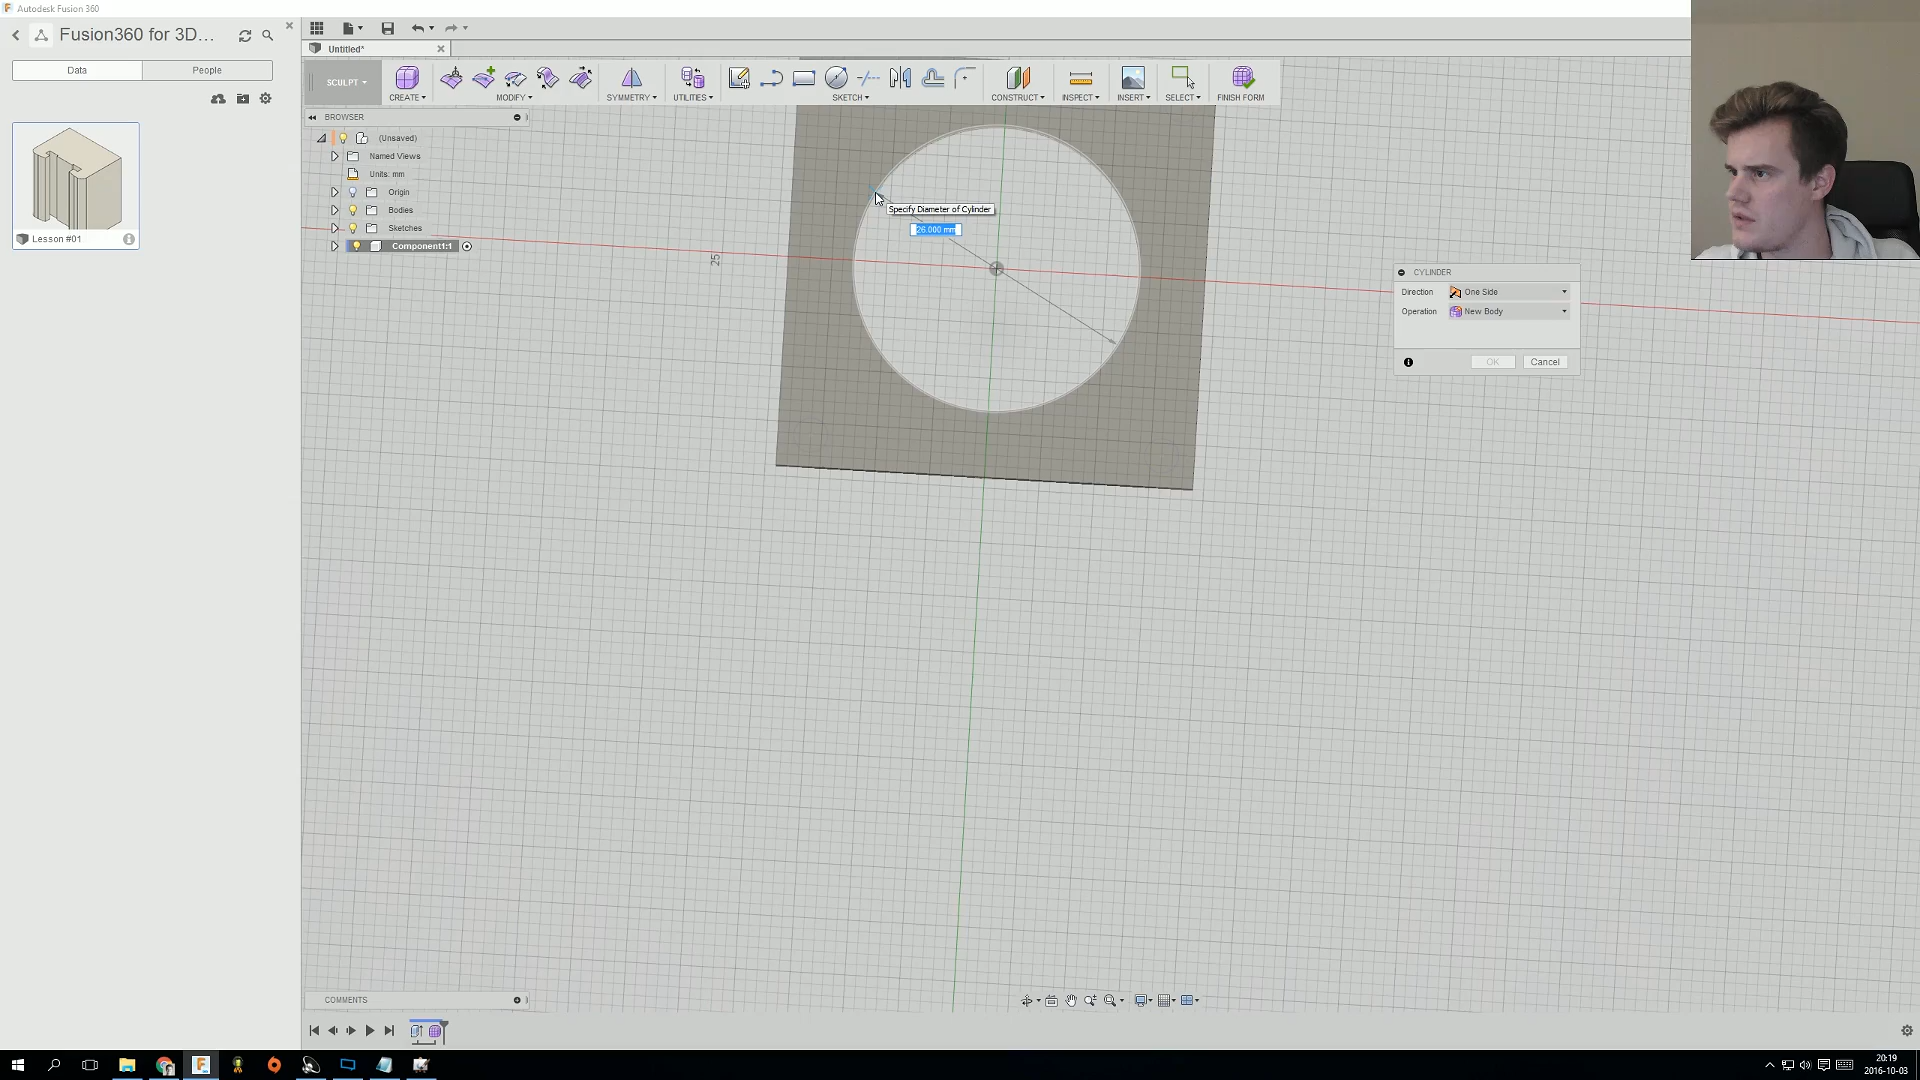 Autodesk Fusion 360
Fusion360 for 3D...
Data
People
Lesson #01
Untitled*
SCULPT
CREATE
MODIFY
SYMMETRY
UTILITIES
SKETCH
CONSTRUCT
INSPECT
INSERT
SELECT
FINISH FORM
BROWSER
(Unsaved)
Named Views
Units: mm
Origin
Bodies
Sketches
Component1:1
25
Specify Diameter of Cylinder
26.000 mm
CYLINDER
Direction
One Side
Operation
New Body
OK
Cancel
COMMENTS
20:19
2016-10-03